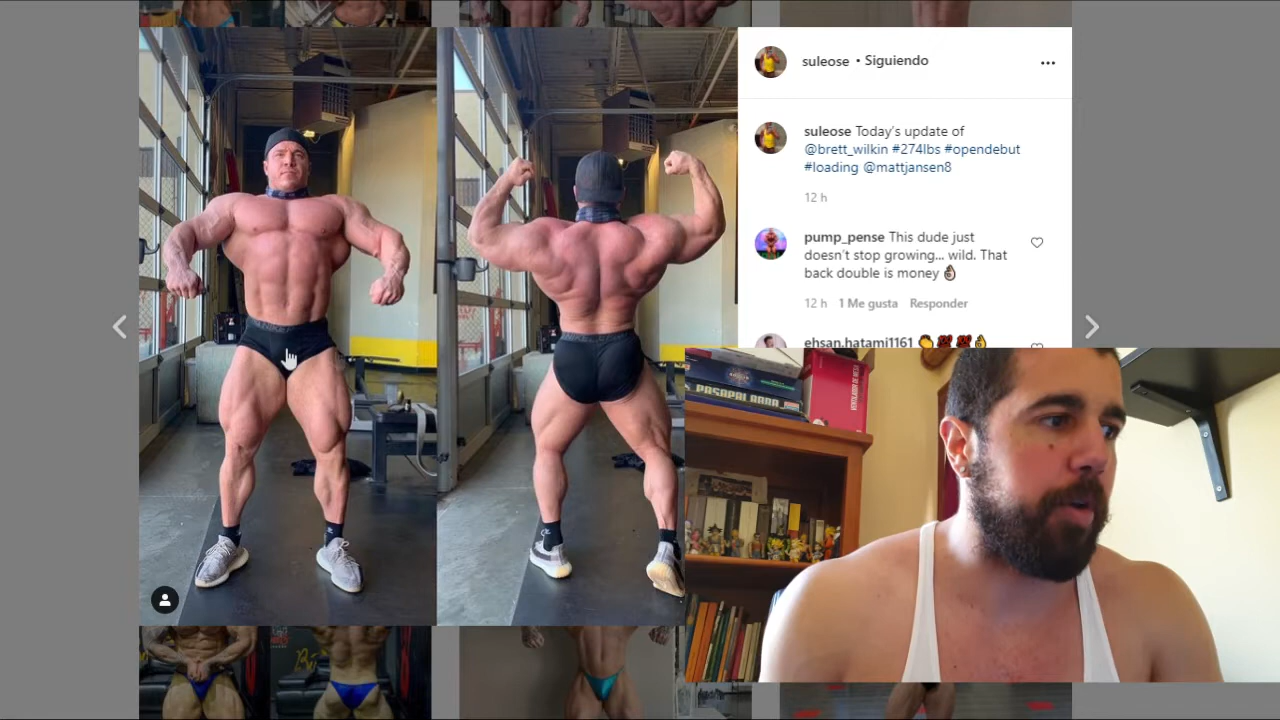 suleose • Siguiendo
suleose Today's update of
@brett_wilkin #274lbs #opendebut
#loading @mattjansen8
12 h
pump_pense This dude just
doesn't stop growing... wild. That
back double is money 👌🏿
12 h 1 Me gusta Responder
ehsan.hatami1161 👏💯💯👌
PASAPALABRA